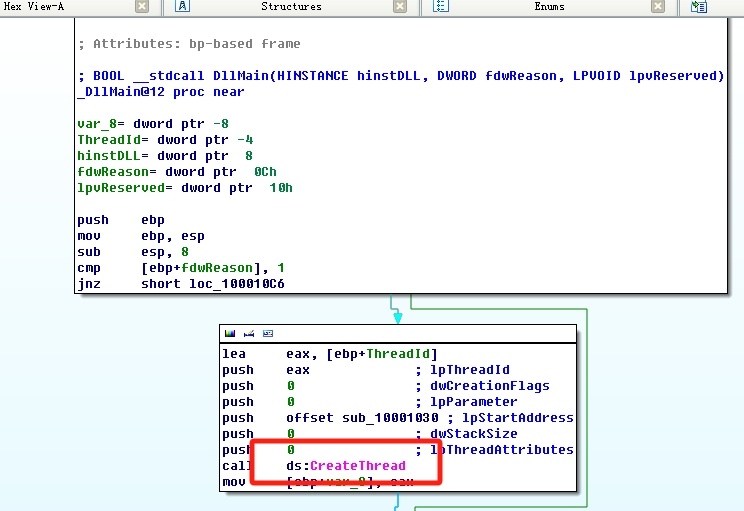 Hex View-A
Structures
Enums
; Attributes: bp-based frame
; BOOL __stdcall DllMain(HINSTANCE hinstDLL, DWORD fdwReason, LPVOID lpvReserved)
_DllMain@12 proc near
var_8= dword ptr -8
ThreadId= dword ptr -4
hinstDLL= dword ptr  8
fdwReason= dword ptr  0Ch
lpvReserved= dword ptr  10h
push    ebp
mov     ebp, esp
sub     esp, 8
cmp     [ebp+fdwReason], 1
jnz     short loc_100010C6
lea     eax, [ebp+ThreadId]
push    eax             ; lpThreadId
push    0               ; dwCreationFlags
push    0               ; lpParameter
push    offset sub_10001030 ; lpStartAddress
push    0               ; dwStackSize
push    0               ; lpThreadAttributes
call    ds:CreateThread
mov     [ebp+var_8], eax